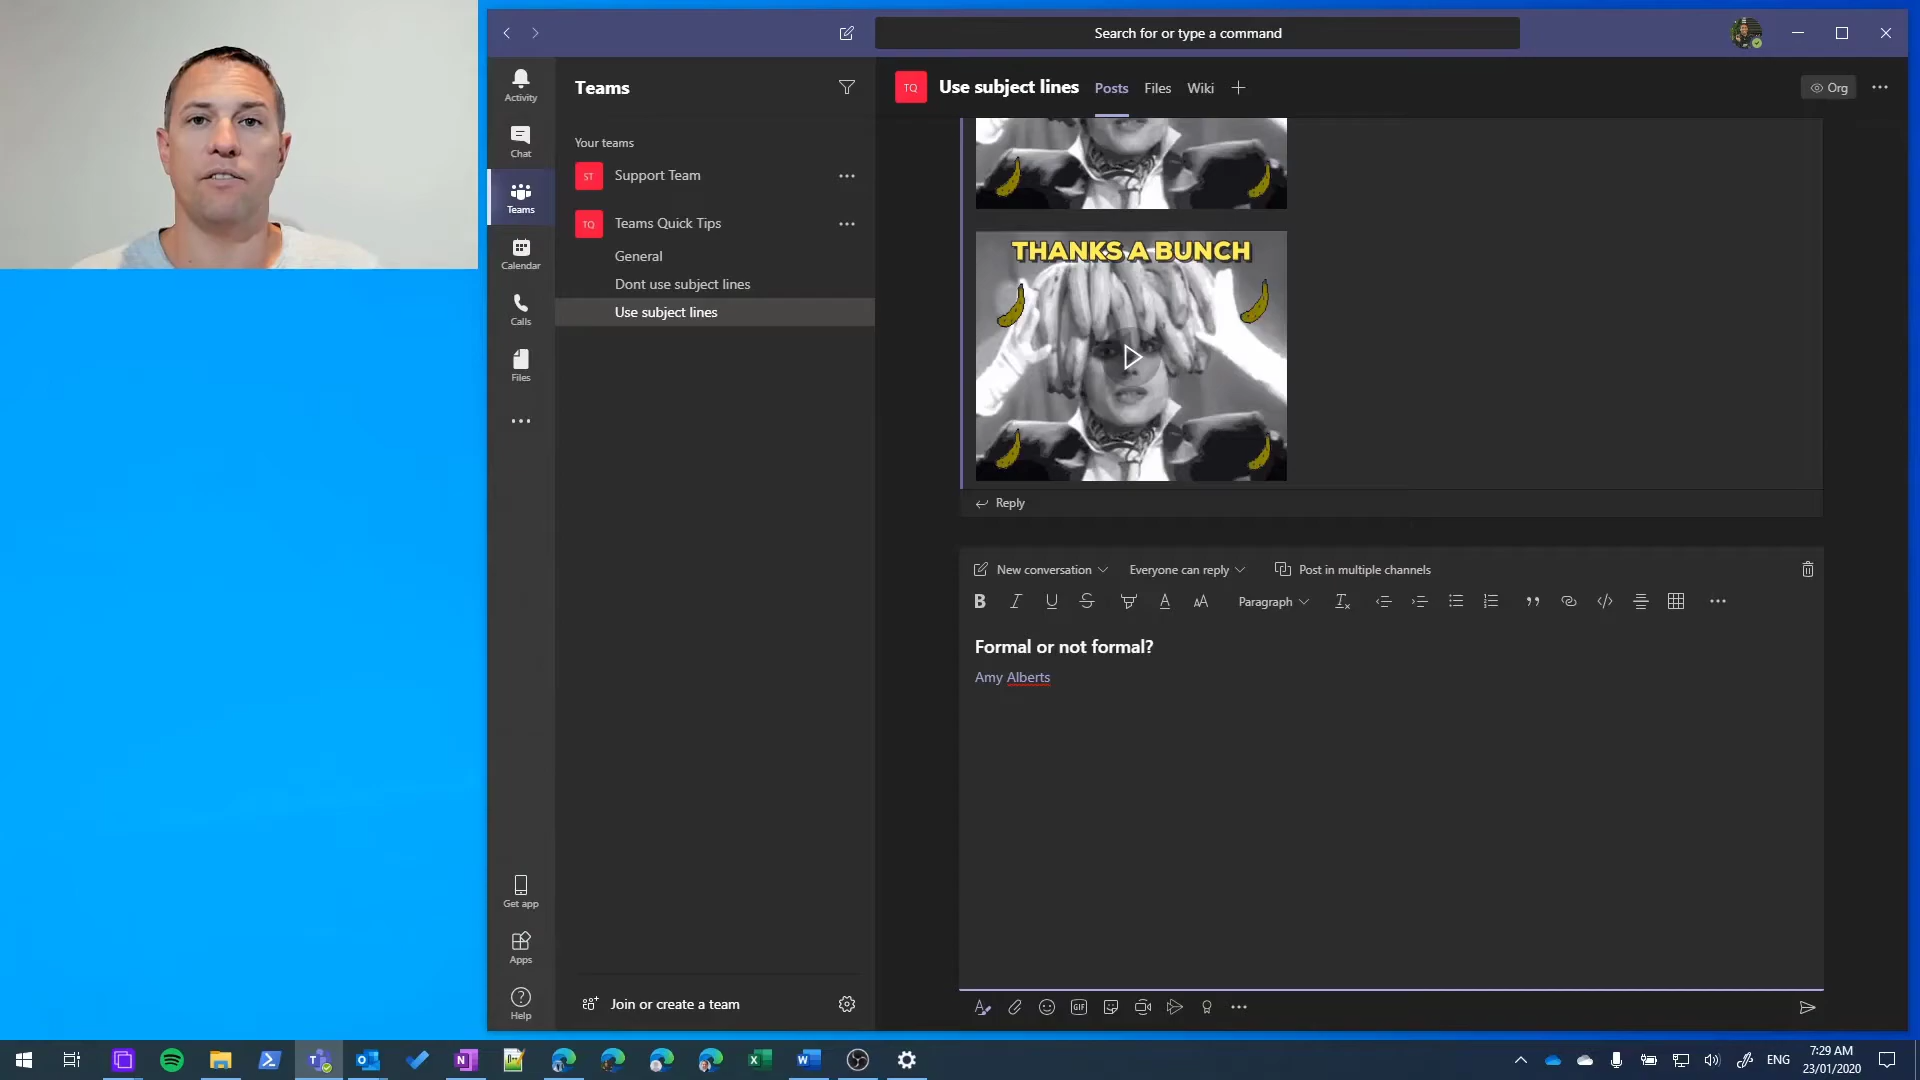 Search for or type a command
Activity
Chat
Teams
Calendar
Calls
Files
Get app
Apps
Help
Teams
Your teams
ST Support Team
TQ Teams Quick Tips
General
Dont use subject lines
Use subject lines
Join or create a team
TQ Use subject lines Posts Files Wiki
Org
THANKS A BUNCH
Reply
New conversation Everyone can reply Post in multiple channels
B I U S A AA Paragraph
Formal or not formal?
Amy Alberts
GIF
ENG
7:29 AM
23/01/2020